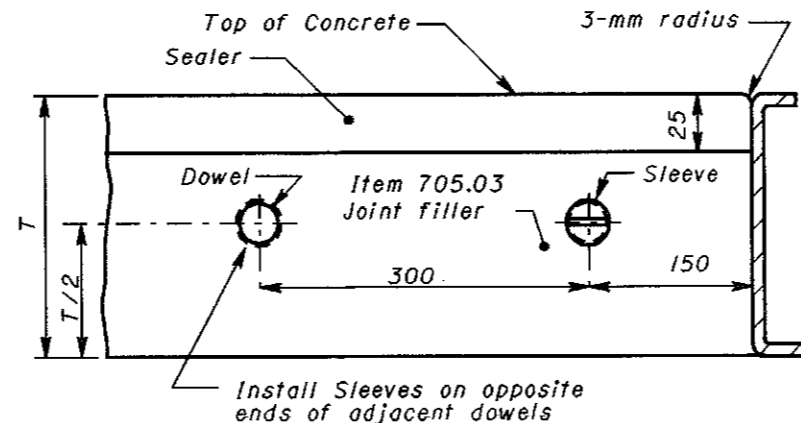 Top of Concrete
3-mm radius
Sealer
25
Dowel
Item 705.03
Joint filler
Sleeve
T
T/2
300
150
Install Sleeves on opposite
ends of adjacent dowels